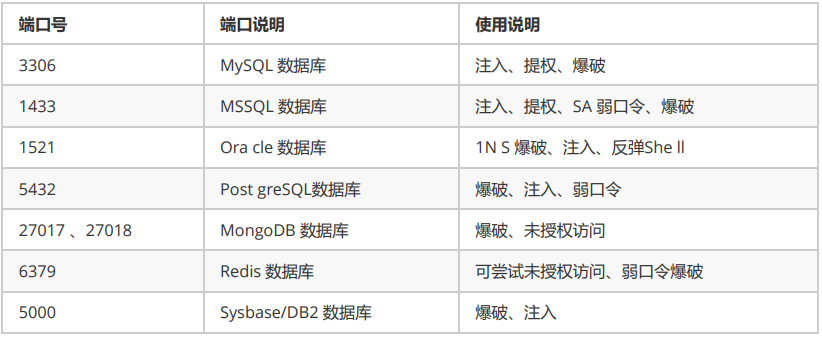 端口号 端口说明 使用说明
3306 MySQL 数据库 注入、提权、爆破
1433 MSSQL 数据库 注入、提权、SA 弱口令、爆破
1521 Ora cle 数据库 1N S 爆破、注入、反弹She ll
5432 Post greSQL数据库 爆破、注入、弱口令
27017 、27018 MongoDB 数据库 爆破、未授权访问
6379 Redis 数据库 可尝试未授权访问、弱口令爆破
5000 Sysbase/DB2 数据库 爆破、注入